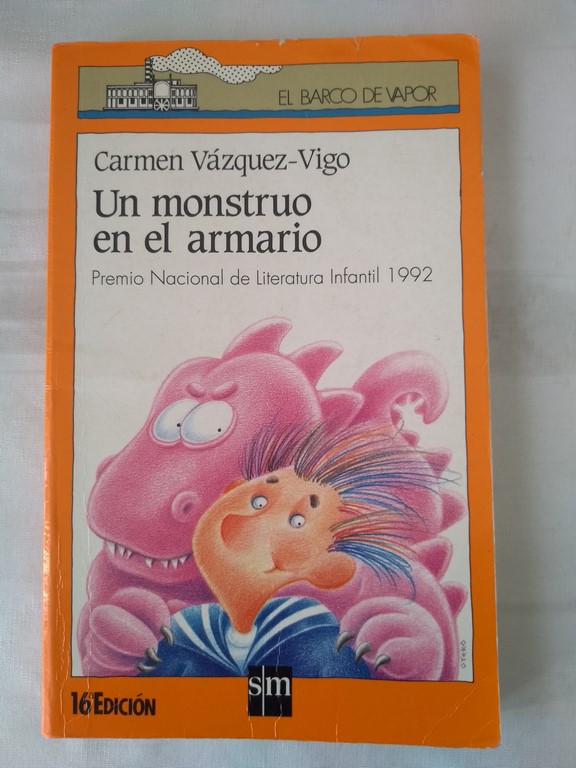 EL BARCO DE VAPOR
Carmen Vázquez-Vigo
Un monstruo
en el armario
Premio Nacional de Literatura Infantil 1992
OTERO
16ª EDICIÓN
sm